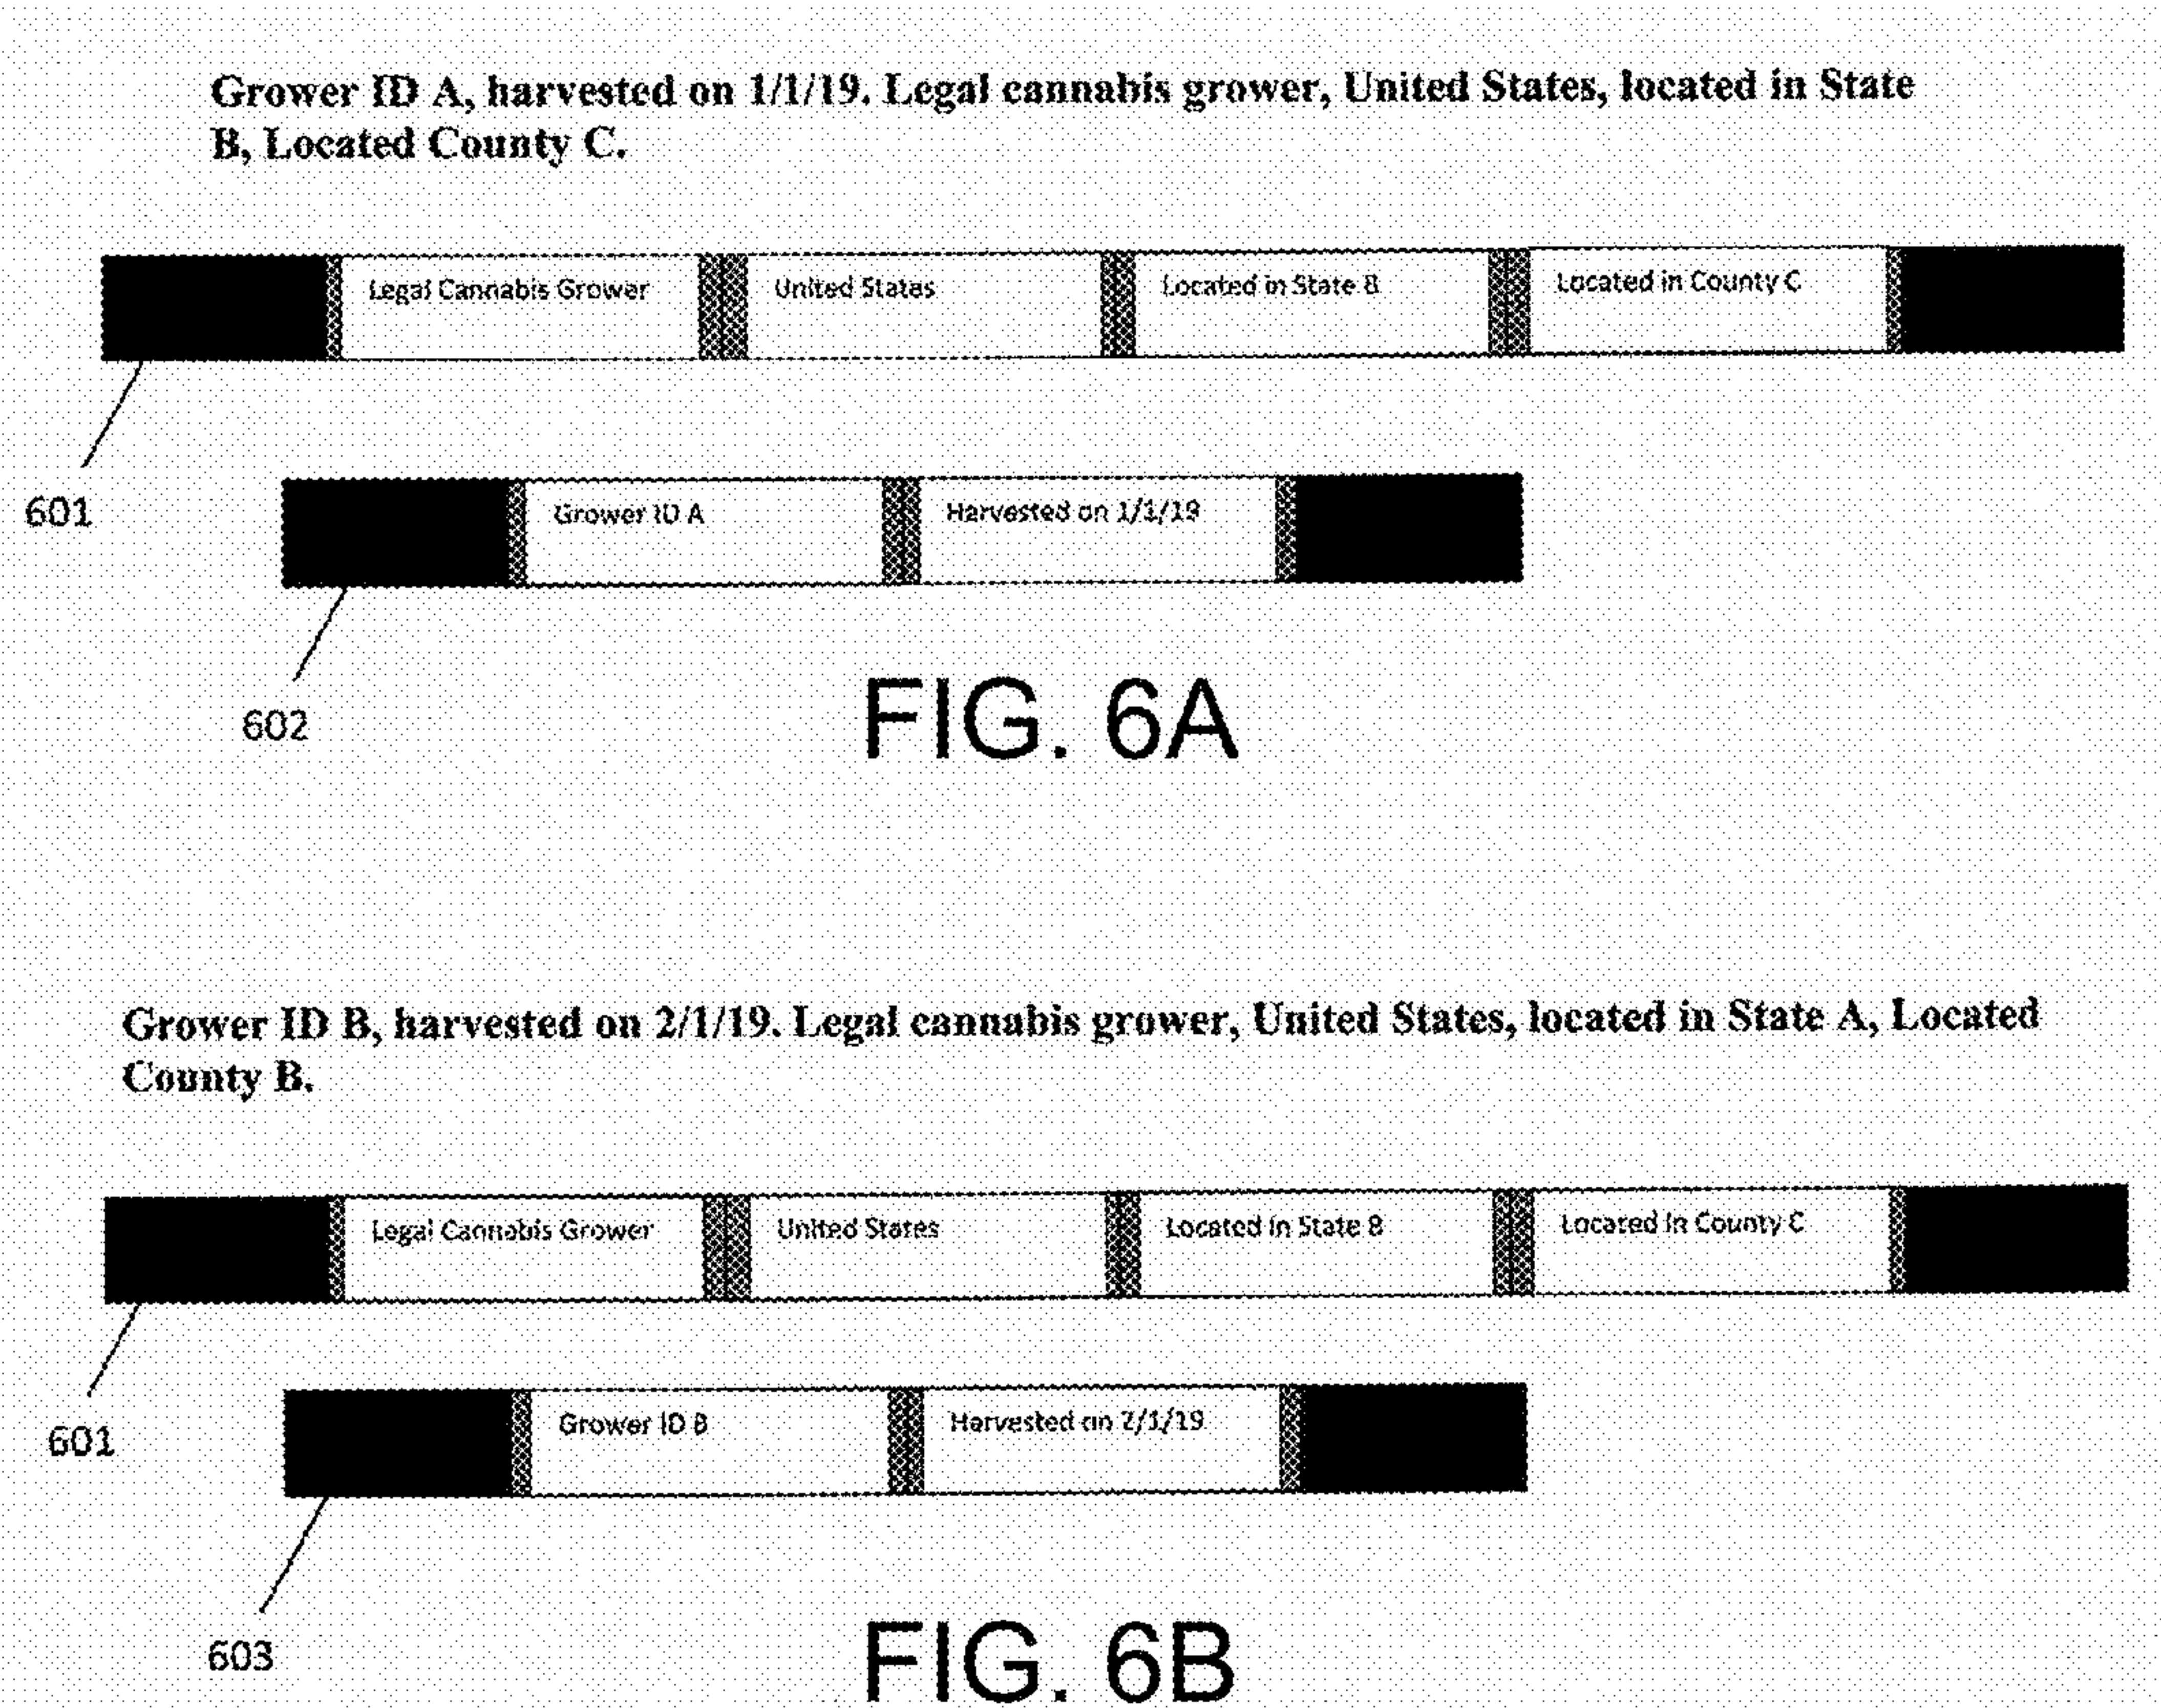 Grower ID A, harvested on 1/1/19. Legal cannabis grower, United States, located in State
B, Located County C.
Legal Cannabis Grower United States Located in State B Located in County C
601
Grower ID A Harvested on 1/1/19
602
FIG. 6A
Grower ID B, harvested on 2/1/19. Legal cannabis grower, United States, located in State A, Located
County B.
Legal Cannabis Grower United States Located in State B Located in County C
601
Grower ID B Harvested on 2/1/19
603
FIG. 6B